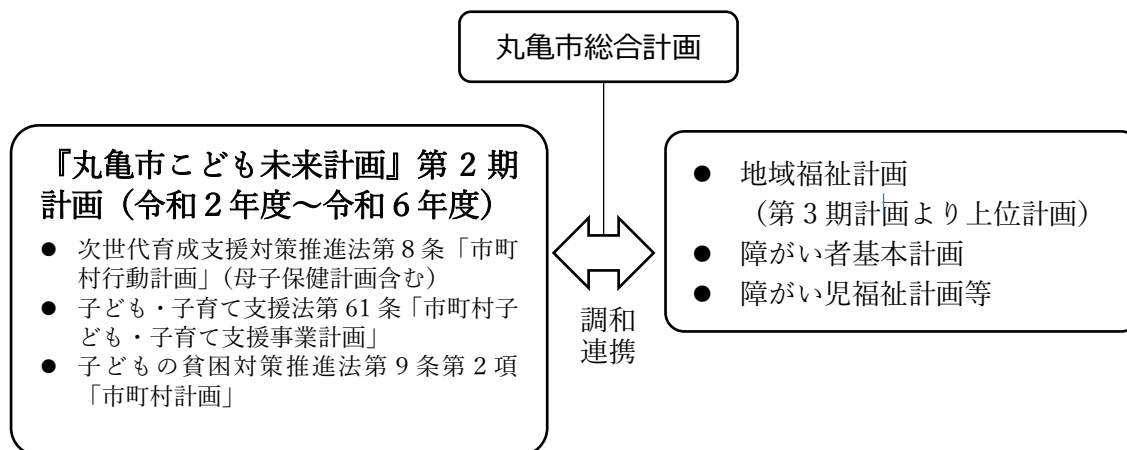 丸亀市総合計画
『丸亀市こども未来計画』第2期
計画（令和２年度～令和６年度）
● 次世代育成支援対策推進法第８条「市町
村行動計画」（母子保健計画含む）
● 子ども・子育て支援法第 61 条「市町村子
ども・子育て支援事業計画」
● 子どもの貧困対策推進法第９条第２項
「市町村計画」
調和
連携
● 地域福祉計画
（第３期計画より上位計画）
● 障がい者基本計画
● 障がい児福祉計画等